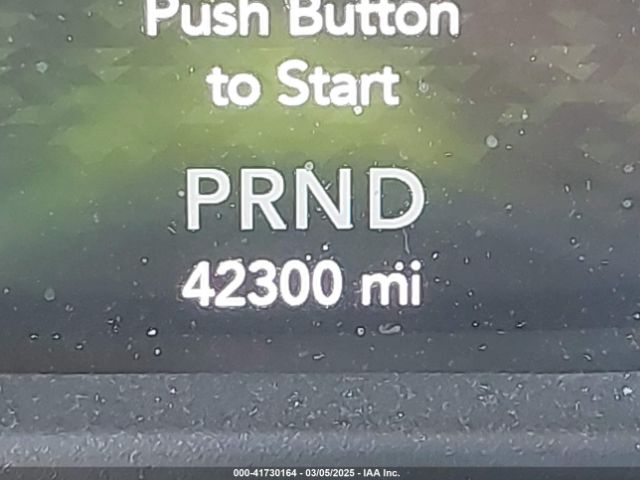 Push Button
to Start
PRND
42300 mi
000-41730164 - 03/05/2025 - IAA Inc.